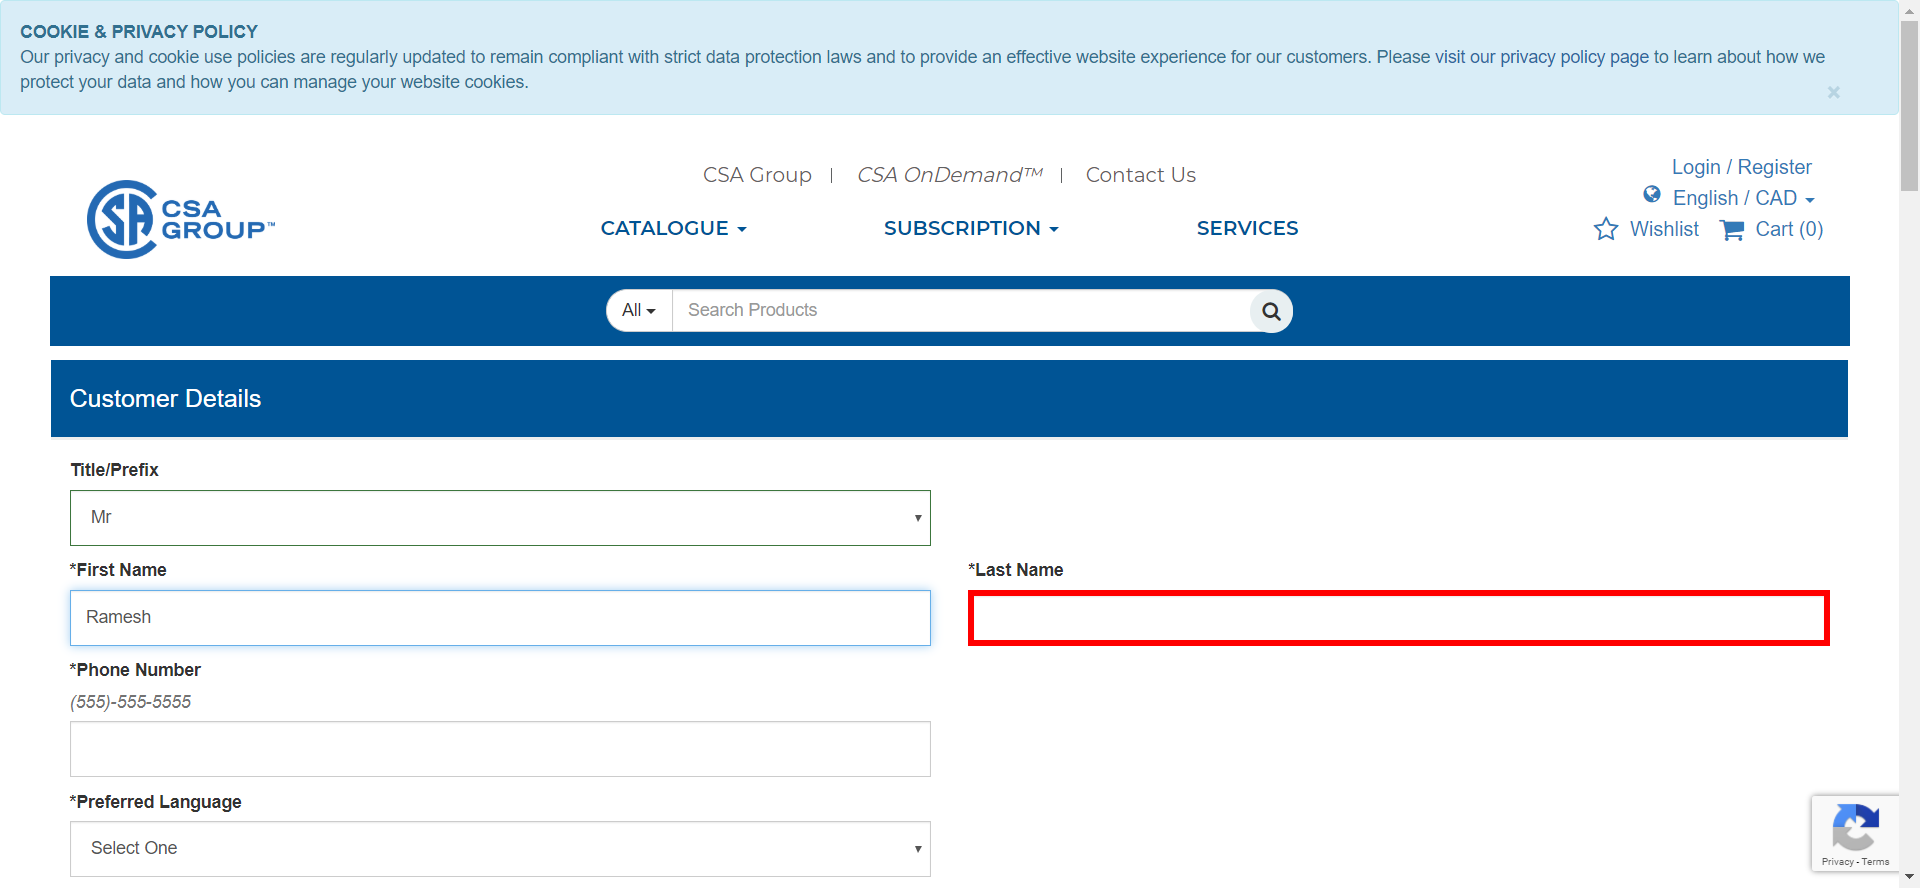 COOKIE & PRIVACY POLICY
Our privacy and cookie use policies are regularly updated to remain compliant with strict data protection laws and to provide an effective website experience for our customers. Please visit our privacy policy page to learn about how we
protect your data and how you can manage your website cookies.
×
CSA Group | CSA OnDemand™ | Contact Us
Login / Register
English / CAD
CSA
GROUP™
CATALOGUE
SUBSCRIPTION
SERVICES
Wishlist
Cart (0)
All
Search Products
Customer Details
Title/Prefix
Mr
*First Name
*Last Name
Ramesh
*Phone Number
(555)-555-5555
*Preferred Language
Select One
Privacy - Terms